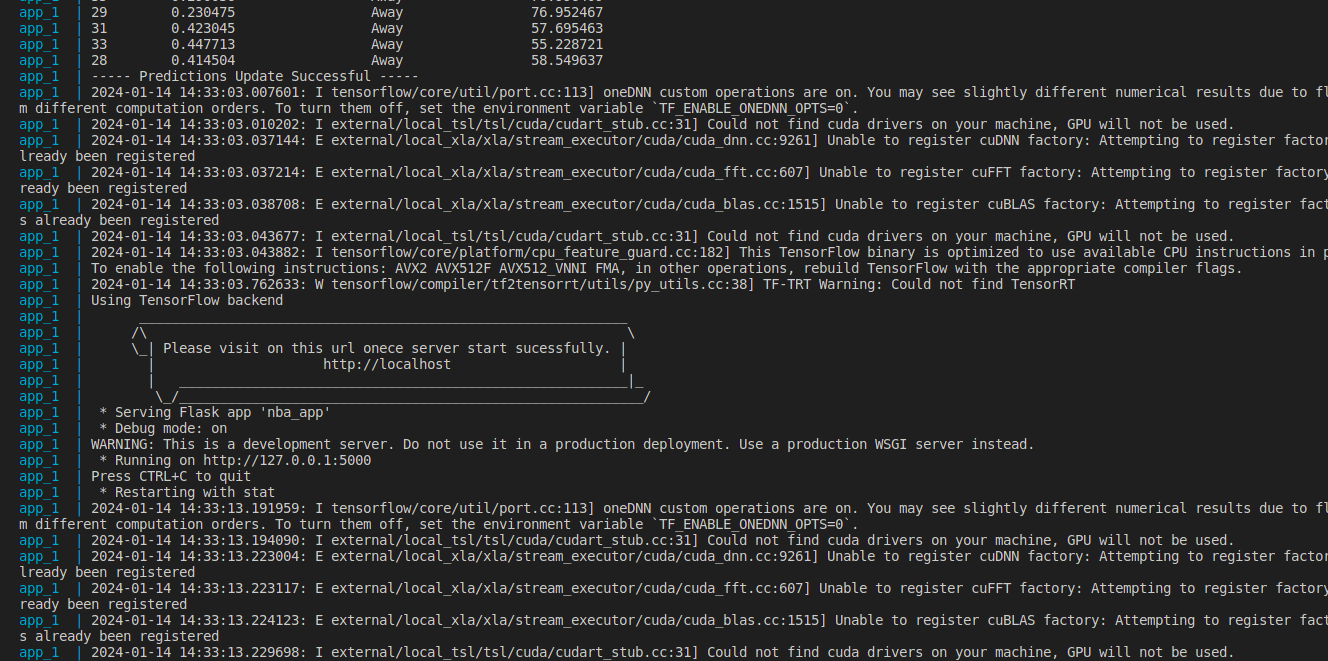 app_1 | 29 0.230475 Away 76.952467
app_1 | 31 0.423045 Away 57.695463
app_1 | 33 0.447713 Away 55.228721
app_1 | 28 0.414504 Away 58.549637
app_1 | ----- Predictions Update Successful -----
app_1 | 2024-01-14 14:33:03.007601: I tensorflow/core/util/port.cc:113] oneDNN custom operations are on. You may see slightly different numerical results due to fl
m different computation orders. To turn them off, set the environment variable `TF_ENABLE_ONEDNN_OPTS=0`.
app_1 | 2024-01-14 14:33:03.010202: I external/local_tsl/tsl/cuda/cudart_stub.cc:31] Could not find cuda drivers on your machine, GPU will not be used.
app_1 | 2024-01-14 14:33:03.037144: E external/local_xla/xla/stream_executor/cuda/cuda_dnn.cc:9261] Unable to register cuDNN factory: Attempting to register factor
lready been registered
app_1 | 2024-01-14 14:33:03.037214: E external/local_xla/xla/stream_executor/cuda/cuda_fft.cc:607] Unable to register cuFFT factory: Attempting to register factory
ready been registered
app_1 | 2024-01-14 14:33:03.038708: E external/local_xla/xla/stream_executor/cuda/cuda_blas.cc:1515] Unable to register cuBLAS factory: Attempting to register fact
s already been registered
app_1 | 2024-01-14 14:33:03.043677: I external/local_tsl/tsl/cuda/cudart_stub.cc:31] Could not find cuda drivers on your machine, GPU will not be used.
app_1 | 2024-01-14 14:33:03.043882: I tensorflow/core/platform/cpu_feature_guard.cc:182] This TensorFlow binary is optimized to use available CPU instructions in p
app_1 | To enable the following instructions: AVX2 AVX512F AVX512_VNNI FMA, in other operations, rebuild TensorFlow with the appropriate compiler flags.
app_1 | 2024-01-14 14:33:03.762633: W tensorflow/compiler/tf2tensorrt/utils/py_utils.cc:38] TF-TRT Warning: Could not find TensorRT
app_1 | Using TensorFlow backend
app_1 | ________________________________________________________
app_1 | /\ \
app_1 | \_| Please visit on this url onece server start sucessfully. |
app_1 | | http://localhost |
app_1 | | ________________________________________________________|_
app_1 | \_/__________________________________________________________/
app_1 | * Serving Flask app 'nba_app'
app_1 | * Debug mode: on
app_1 | WARNING: This is a development server. Do not use it in a production deployment. Use a production WSGI server instead.
app_1 | * Running on http://127.0.0.1:5000
app_1 | Press CTRL+C to quit
app_1 | * Restarting with stat
app_1 | 2024-01-14 14:33:13.191959: I tensorflow/core/util/port.cc:113] oneDNN custom operations are on. You may see slightly different numerical results due to fl
m different computation orders. To turn them off, set the environment variable `TF_ENABLE_ONEDNN_OPTS=0`.
app_1 | 2024-01-14 14:33:13.194090: I external/local_tsl/tsl/cuda/cudart_stub.cc:31] Could not find cuda drivers on your machine, GPU will not be used.
app_1 | 2024-01-14 14:33:13.223004: E external/local_xla/xla/stream_executor/cuda/cuda_dnn.cc:9261] Unable to register cuDNN factory: Attempting to register factor
lready been registered
app_1 | 2024-01-14 14:33:13.223117: E external/local_xla/xla/stream_executor/cuda/cuda_fft.cc:607] Unable to register cuFFT factory: Attempting to register factory
ready been registered
app_1 | 2024-01-14 14:33:13.224123: E external/local_xla/xla/stream_executor/cuda/cuda_blas.cc:1515] Unable to register cuBLAS factory: Attempting to register fact
s already been registered
app_1 | 2024-01-14 14:33:13.229698: I external/local_tsl/tsl/cuda/cudart_stub.cc:31] Could not find cuda drivers on your machine, GPU will not be used.